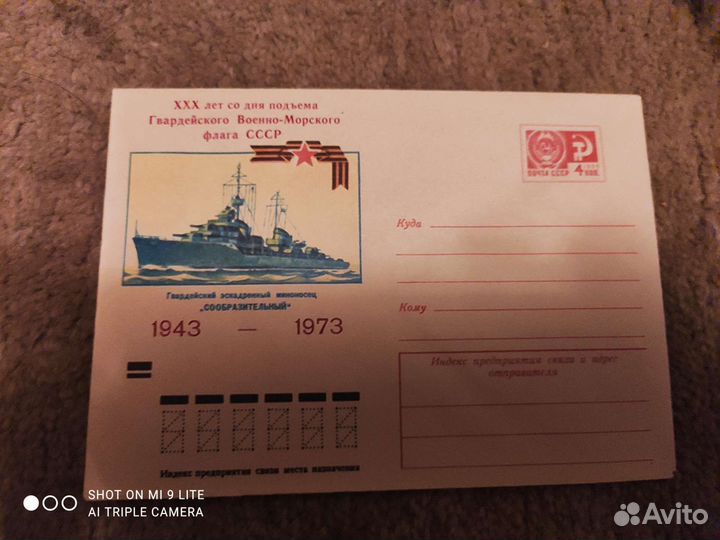 XXX лет со дня подъема
Гвардейского Военно-Морского
флага СССР
ПОЧТА СССР
4 КОП.
Гвардейский эскадренный миноносец
„СООБРАЗИТЕЛЬНЫЙ"
1943 — 1973
Куда
Кому
Индекс предприятия связи и адрес
отправителя
Индекс предприятия связи места назначения
SHOT ON MI 9 LITE
AI TRIPLE CAMERA
Avito